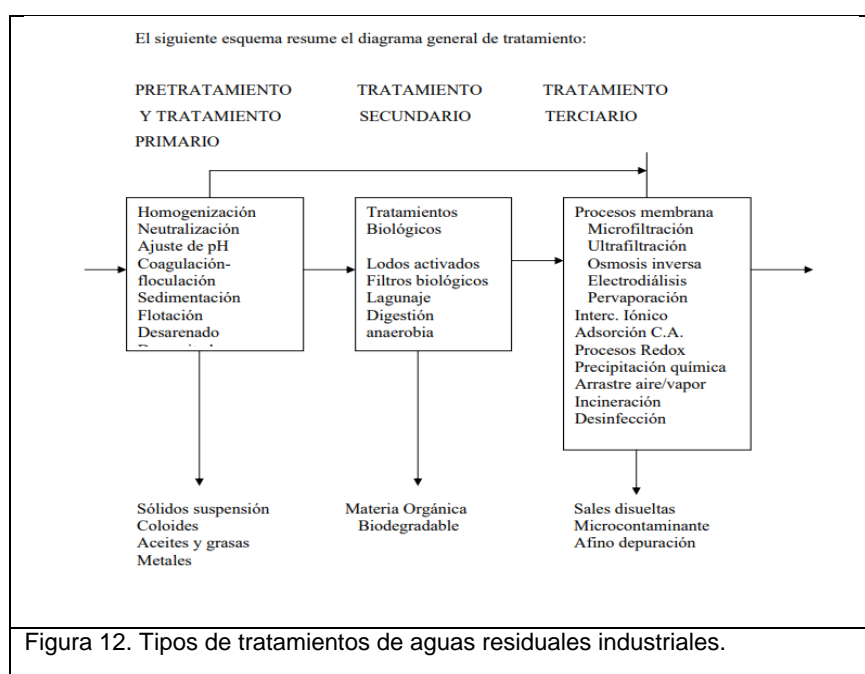 El siguiente esquema resume el diagrama general de tratamiento:
PRETRATAMIENTO
Y TRATAMIENTO
PRIMARIO
TRATAMIENTO
SECUNDARIO
TRATAMIENTO
TERCIARIO
Homogenización
Neutralización
Ajuste de pH
Coagulación-
floculación
Sedimentación
Flotación
Desarenado
Tratamientos
Biológicos
Lodos activados
Filtros biológicos
Lagunaje
Digestión
anaerobia
Procesos membrana
Microfiltración
Ultrafiltración
Osmosis inversa
Electrodiálisis
Pervaporación
Interc. Iónico
Adsorción C.A.
Procesos Redox
Precipitación química
Arrastre aire/vapor
Incineración
Desinfección
Sólidos suspensión
Coloides
Aceites y grasas
Metales
Materia Orgánica
Biodegradable
Sales disueltas
Microcontaminante
Afino depuración
Figura 12. Tipos de tratamientos de aguas residuales industriales.